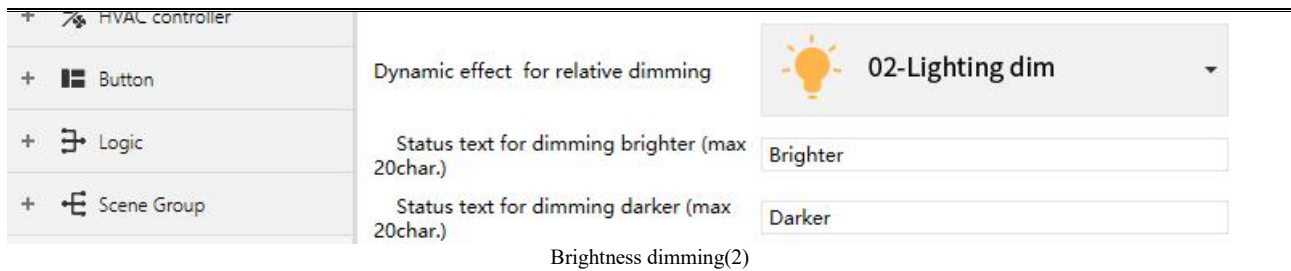 HVAC controller
Button
Logic
Scene Group
Dynamic effect for relative dimming
02-Lighting dim
Status text for dimming brighter (max
20char.)
Brighter
Status text for dimming darker (max
20char.)
Darker
Brightness dimming(2)